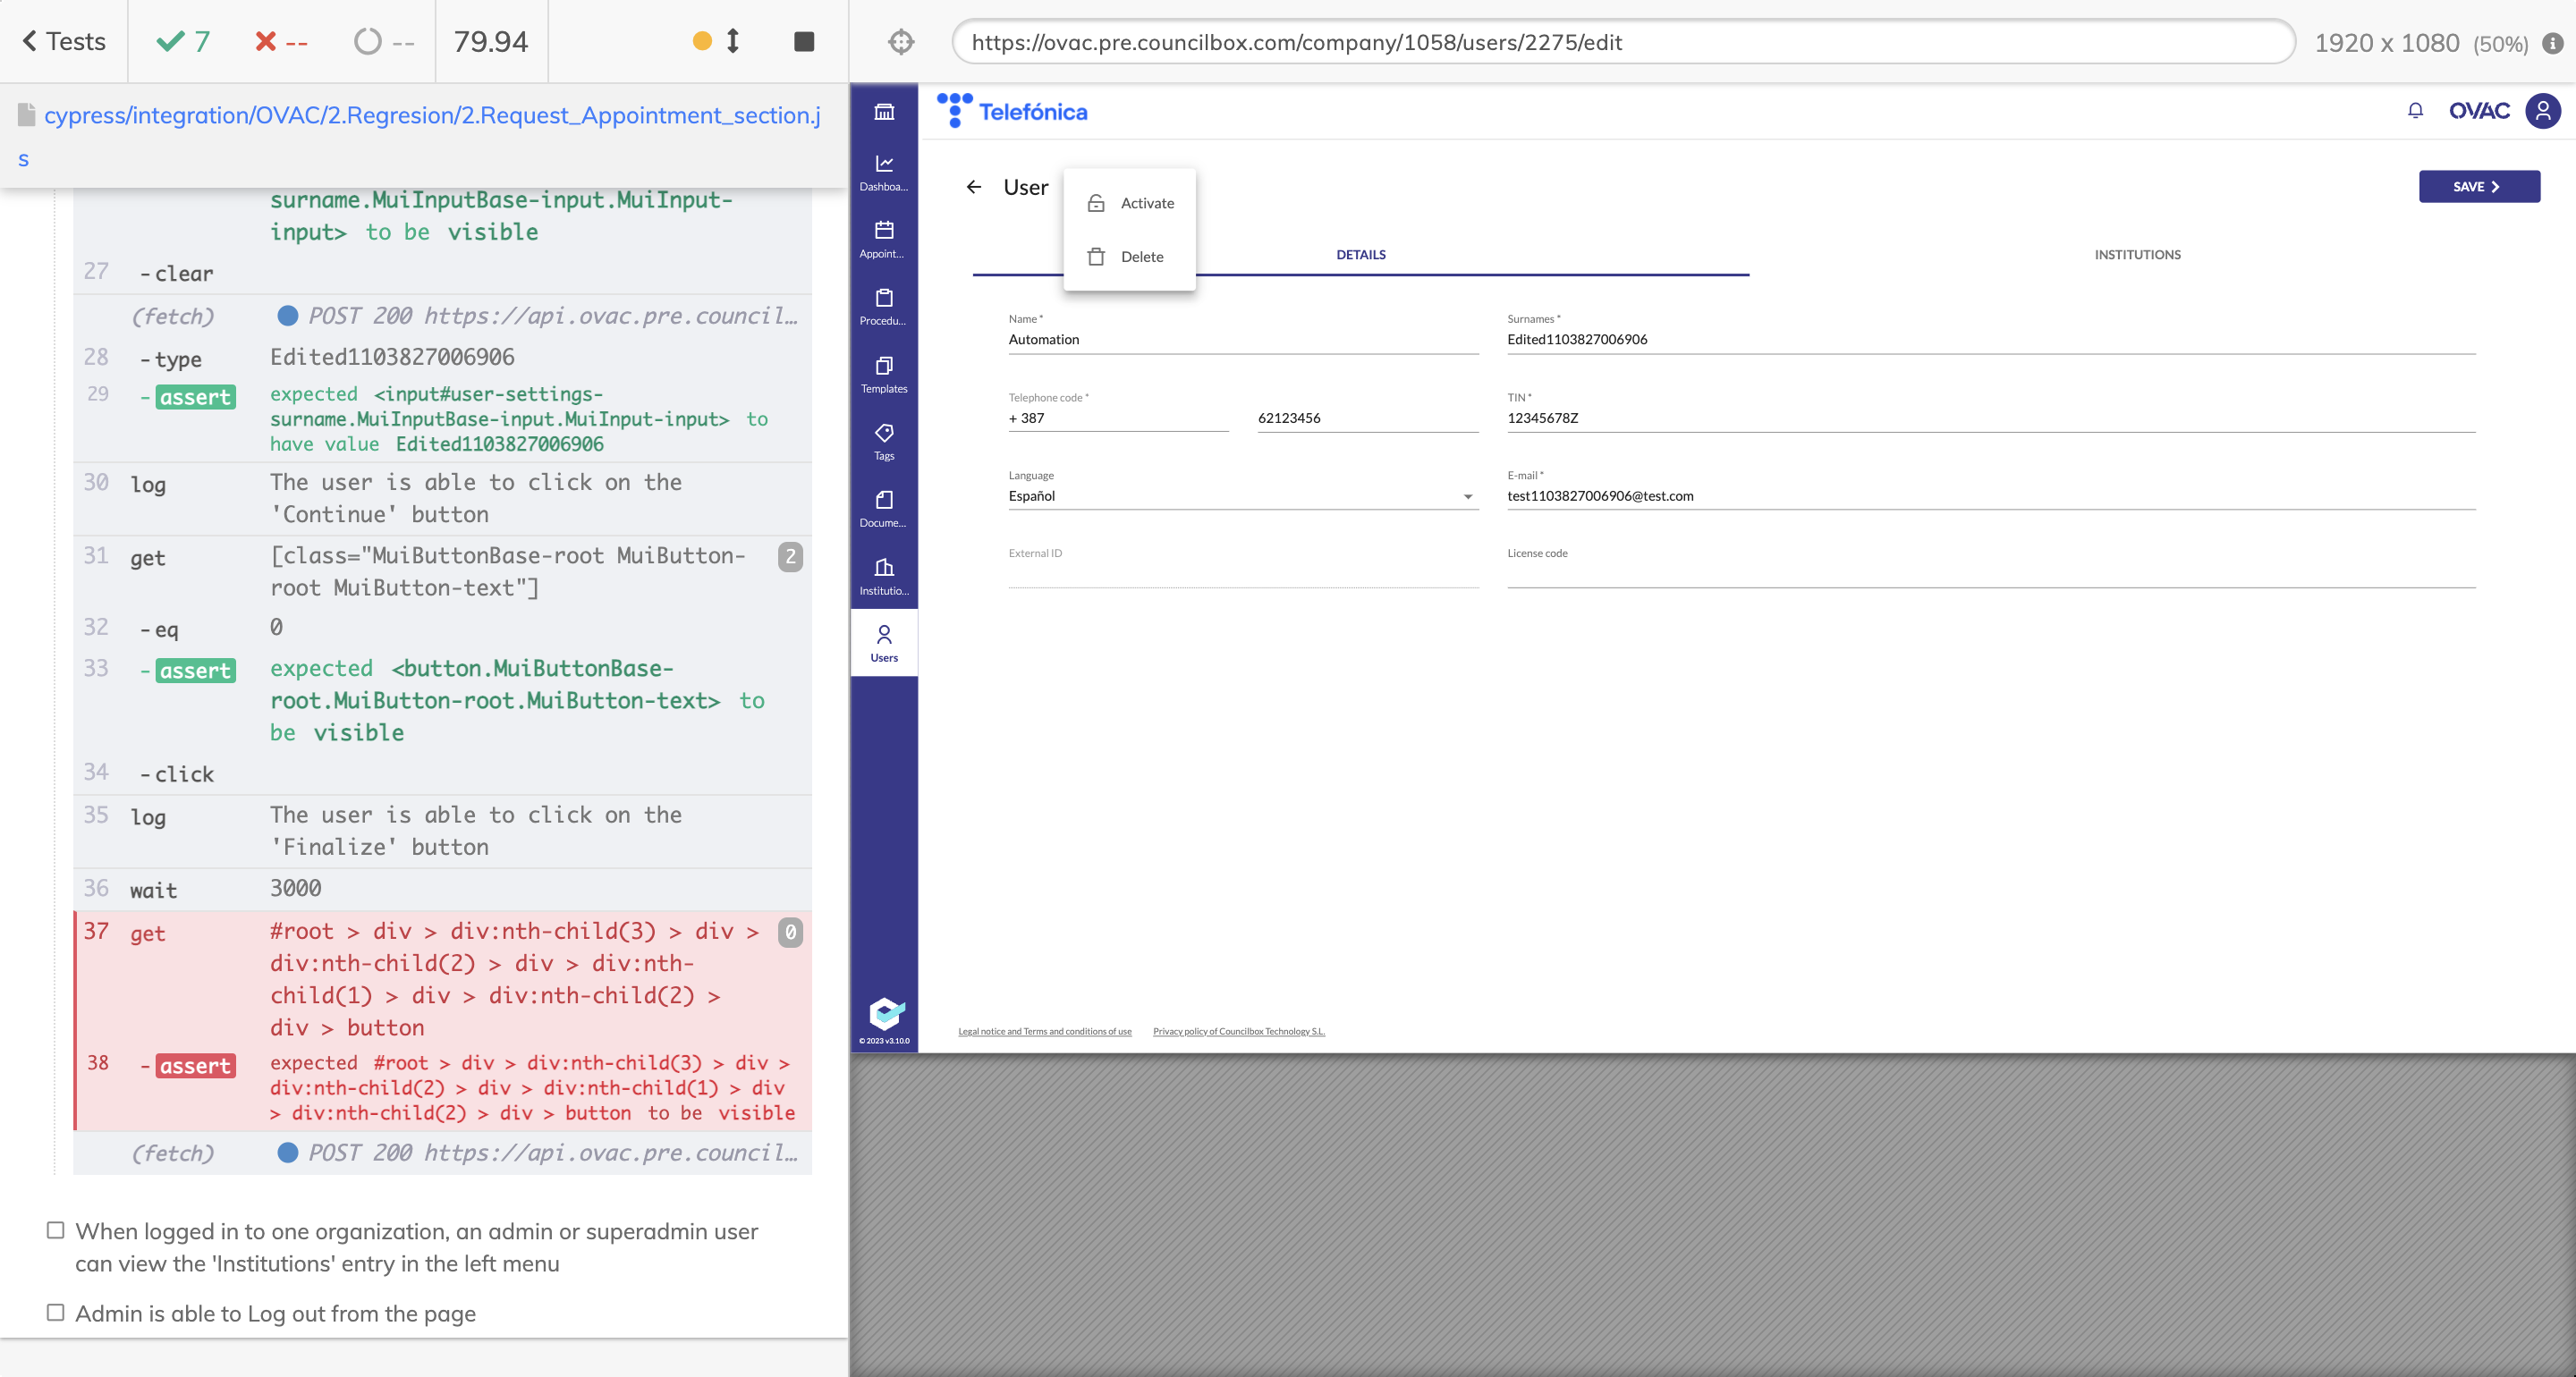 Tests
7
--
--
79.94
https://ovac.pre.councilbox.com/company/1058/users/2275/edit
1920 x 1080 (50%)
cypress/integration/OVAC/2.Regresion/2.Request_Appointment_section.j
s
surname.MuiInputBase-input.MuiInput-
input> to be visible
27 -clear
(fetch) POST 200 https://api.ovac.pre.council...
28 -type Edited1103827006906
29 -assert expected <input#user-settings-
surname.MuiInputBase-input.MuiInput-input> to
have value Edited1103827006906
30 log The user is able to click on the
'Continue' button
31 get [class="MuiButtonBase-root MuiButton-
root MuiButton-text"] 2
32 -eq 0
33 -assert expected <button.MuiButtonBase-
root.MuiButton-root.MuiButton-text> to
be visible
34 -click
35 log The user is able to click on the
'Finalize' button
36 wait 3000
37 get #root > div > div:nth-child(3) > div > 0
div:nth-child(2) > div > div:nth-
child(1) > div > div:nth-child(2) >
div > button
38 -assert expected #root > div > div:nth-child(3) > div >
div:nth-child(2) > div > div:nth-child(1) > div
> div:nth-child(2) > div > button to be visible
(fetch) POST 200 https://api.ovac.pre.council...
When logged in to one organization, an admin or superadmin user
can view the 'Institutions' entry in the left menu
Admin is able to Log out from the page
Dashboa...
Appoint...
Procedu...
Templates
Tags
Docume...
Institutio...
Users
© 2023 v3.10.0
Telefónica
OVAC
User
Activate
Delete
SAVE
DETAILS
INSTITUTIONS
Name *
Automation
Surnames *
Edited1103827006906
Telephone code *
+ 387
62123456
TIN *
12345678Z
Language
Español
E-mail *
test1103827006906@test.com
External ID
License code
Legal notice and Terms and conditions of use
Privacy policy of Councilbox Technology S.L.